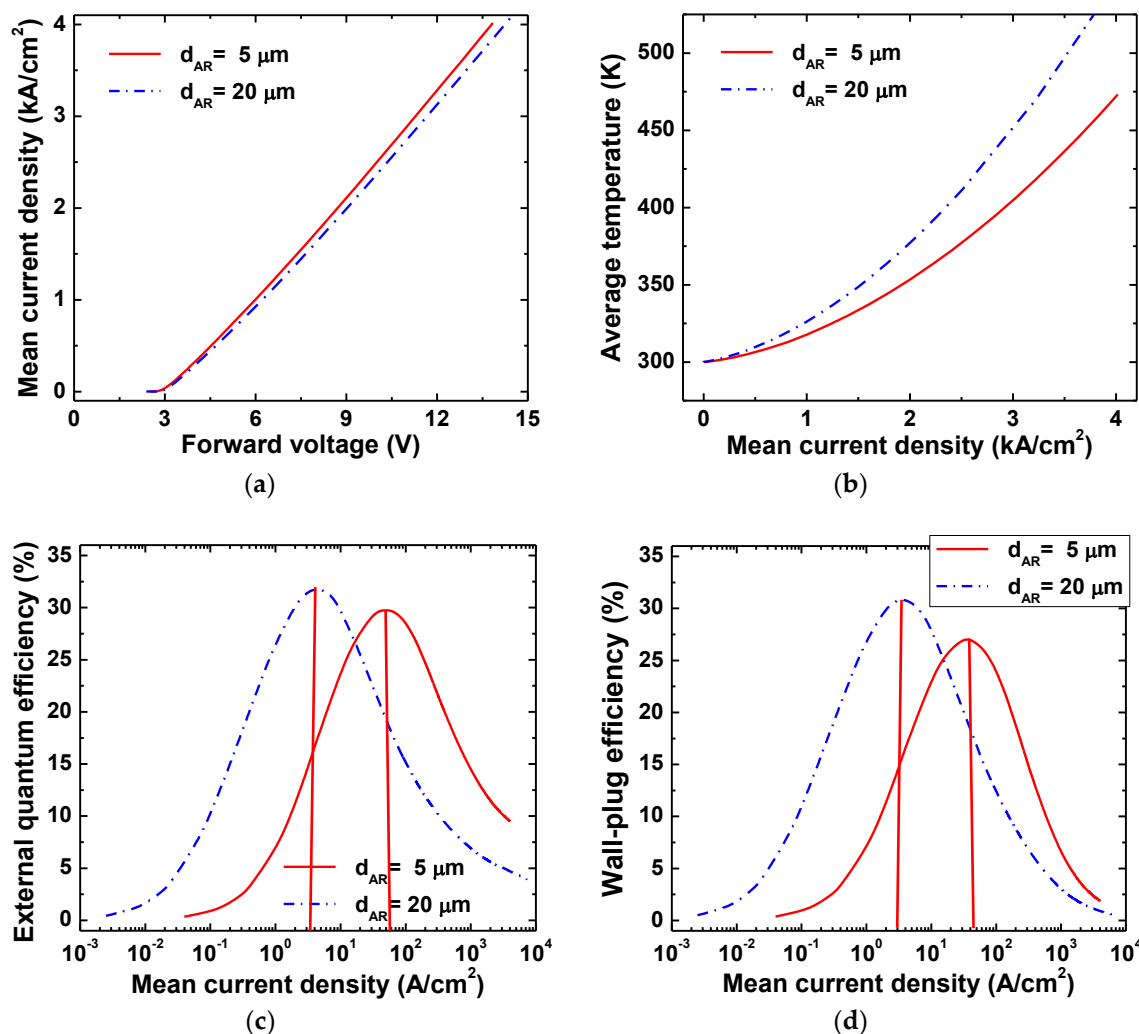 Mean current density (kA/cm²)
4
3
2
1
0
d_AR = 5 μm
d_AR = 20 μm
0 3 6 9 12 15
Forward voltage (V)
(a)
Average temperature (K)
500
450
400
350
300
d_AR = 5 μm
d_AR = 20 μm
0 1 2 3 4
Mean current density (kA/cm²)
(b)
External quantum efficiency (%)
35
30
25
20
15
10
5
0
d_AR = 5 μm
d_AR = 20 μm
10⁻³ 10⁻² 10⁻¹ 10⁰ 10¹ 10² 10³ 10⁴
Mean current density (A/cm²)
(c)
Wall-plug efficiency (%)
35
30
25
20
15
10
5
0
d_AR = 5 μm
d_AR = 20 μm
10⁻³ 10⁻² 10⁻¹ 10⁰ 10¹ 10² 10³ 10⁴
Mean current density (A/cm²)
(d)